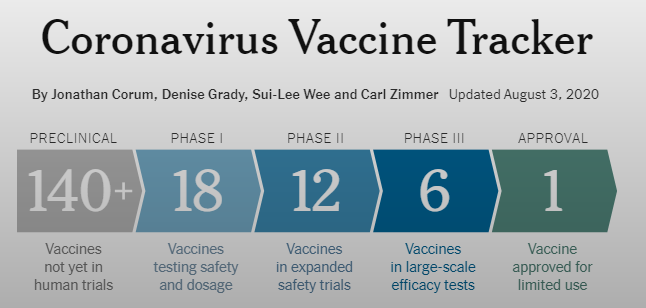 Coronavirus Vaccine Tracker
By Jonathan Corum, Denise Grady, Sui-Lee Wee and Carl Zimmer Updated August 3, 2020
PRECLINICAL
PHASE I
PHASE II
PHASE III
APPROVAL
140+
18
12
6
1
Vaccines
not yet in
human trials
Vaccines
testing safety
and dosage
Vaccines
in expanded
safety trials
Vaccines
in large-scale
efficacy tests
Vaccine
approved for
limited use